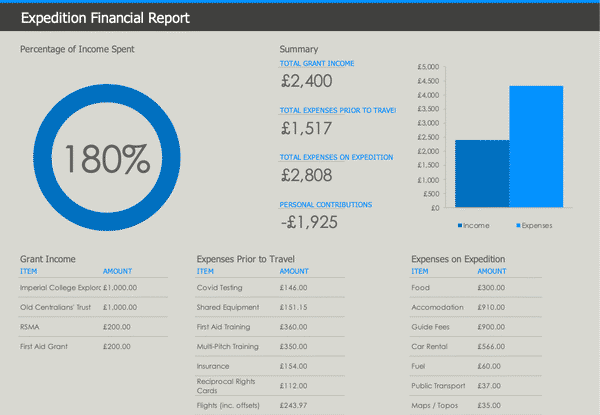 Expedition Financial Report
Percentage of Income Spent
180%
Summary
TOTAL GRANT INCOME
£2,400
TOTAL EXPENSES PRIOR TO TRAVEL
£1,517
TOTAL EXPENSES ON EXPEDITION
£2,808
PERSONAL CONTRIBUTIONS
-£1,925
£5,000
£4,500
£4,000
£3,500
£3,000
£2,500
£2,000
£1,500
£1,000
£500
£0
Income Expenses
Grant Income
ITEM AMOUNT
Imperial College Explorc £1,000.00
Old Centralians' Trust £1,000.00
RSMA £200.00
First Aid Grant £200.00
Expenses Prior to Travel
ITEM AMOUNT
Covid Testing £146.00
Shared Equipment £151.15
First Aid Training £360.00
Multi-Pitch Training £350.00
Insurance £154.00
Reciprocal Rights
Cards £112.00
Flights (inc. offsets) £243.97
Expenses on Expedition
ITEM AMOUNT
Food £300.00
Accomodation £910.00
Guide Fees £900.00
Car Rental £566.00
Fuel £60.00
Public Transport £37.00
Maps / Topos £35.00